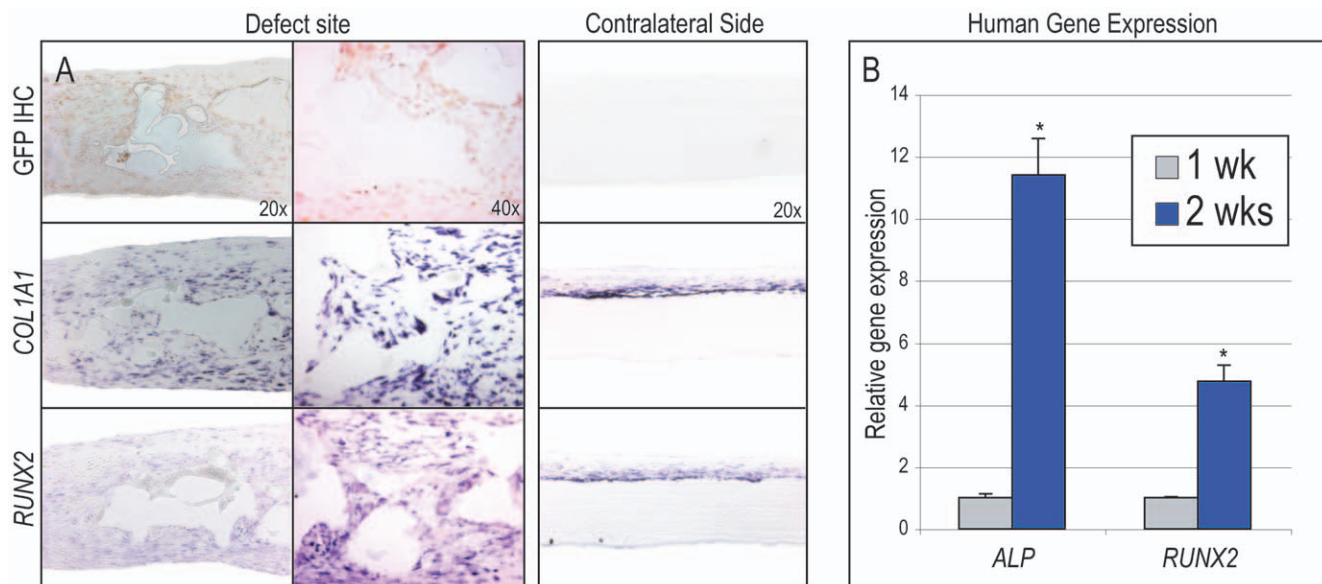 Defect site
Contralateral Side
Human Gene Expression
A
GFP IHC
20x
40x
20x
COL1A1
RUNX2
B
Relative gene expression
14
12
10
8
6
4
2
0
*
*
1 wk
2 wks
ALP
RUNX2